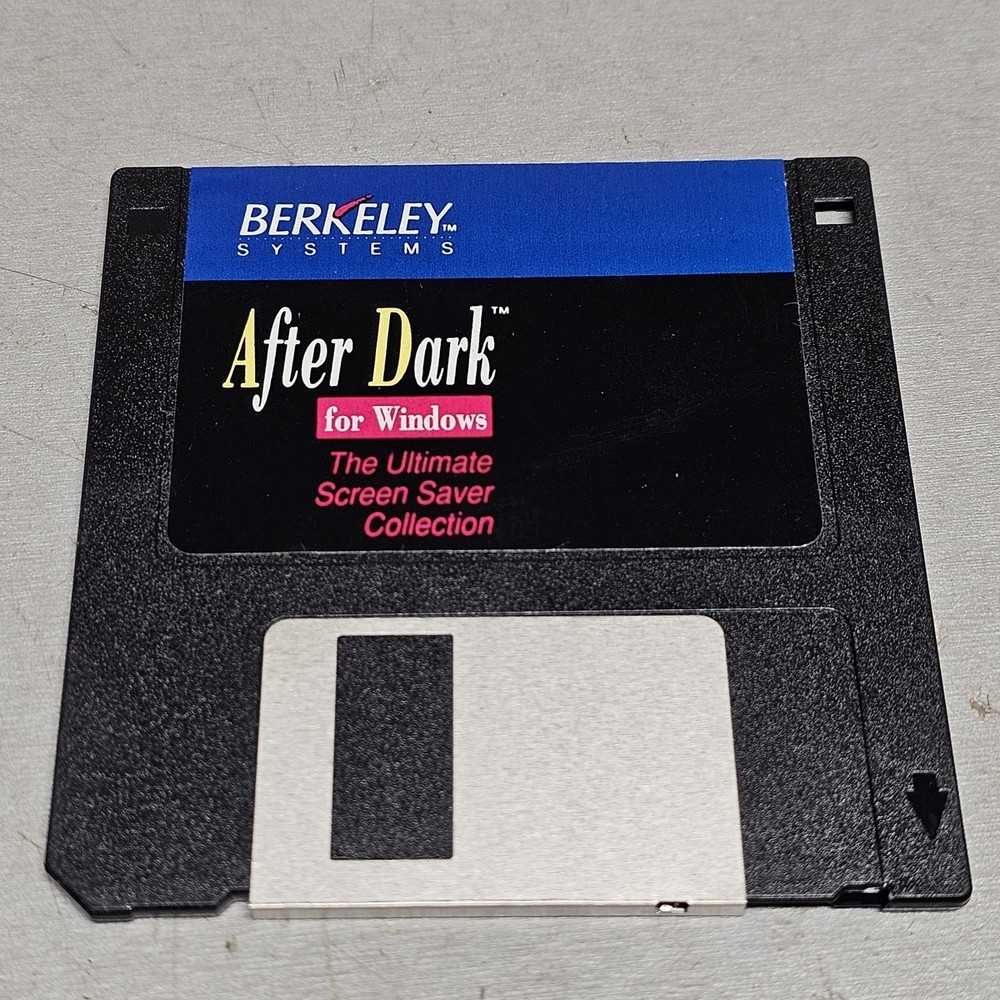 BERKELEY™
SYSTEMS
After Dark™
for Windows
The Ultimate
Screen Saver
Collection